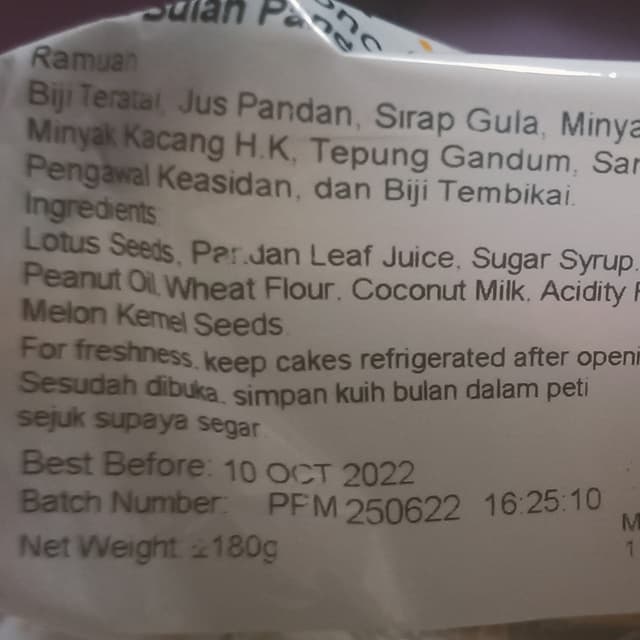 Bulan
Ramuan
Biji Teratai, Jus Pandan, Sirap Gula,
Minyak Kacang H.K, Tepung Gandum,
Pengawal Keasidan, dan Biji Tembikai.
Ingredients
Lotus Seeds, Pandan Leaf Juice, Sugar Syrup,
Peanut Oil, Wheat Flour, Coconut Milk, Acidity
Melon Kernel Seeds
For freshness, keep cakes refrigerated after
Sesudah dibuka, simpan kuih bulan dalam peti
sejuk supaya segar.
Best Before: 10 OCT 2022
Batch Number: PFM 250622 16:25:10
Net Weight: ±180g